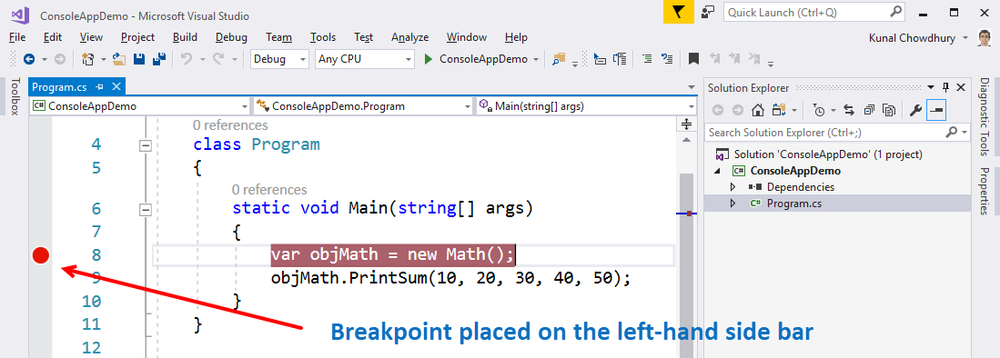 ConsoleAppDemo - Microsoft Visual Studio
Quick Launch (Ctrl+Q)
File Edit View Project Build Debug Team Tools Test Analyze Window Help
Kunal Chowdhury
Debug Any CPU ConsoleAppDemo
Toolbox
Program.cs
ConsoleAppDemo ConsoleAppDemo.Program Main(string[] args)
0 references
4 class Program
5 {
0 references
6 static void Main(string[] args)
7 {
8 var objMath = new Math();
9 objMath.PrintSum(10, 20, 30, 40, 50);
10 }
11 }
12
Breakpoint placed on the left-hand side bar
Solution Explorer
Search Solution Explorer (Ctrl+;)
Solution 'ConsoleAppDemo' (1 project)
C# ConsoleAppDemo
Dependencies
C# Program.cs
Diagnostic Tools
Properties